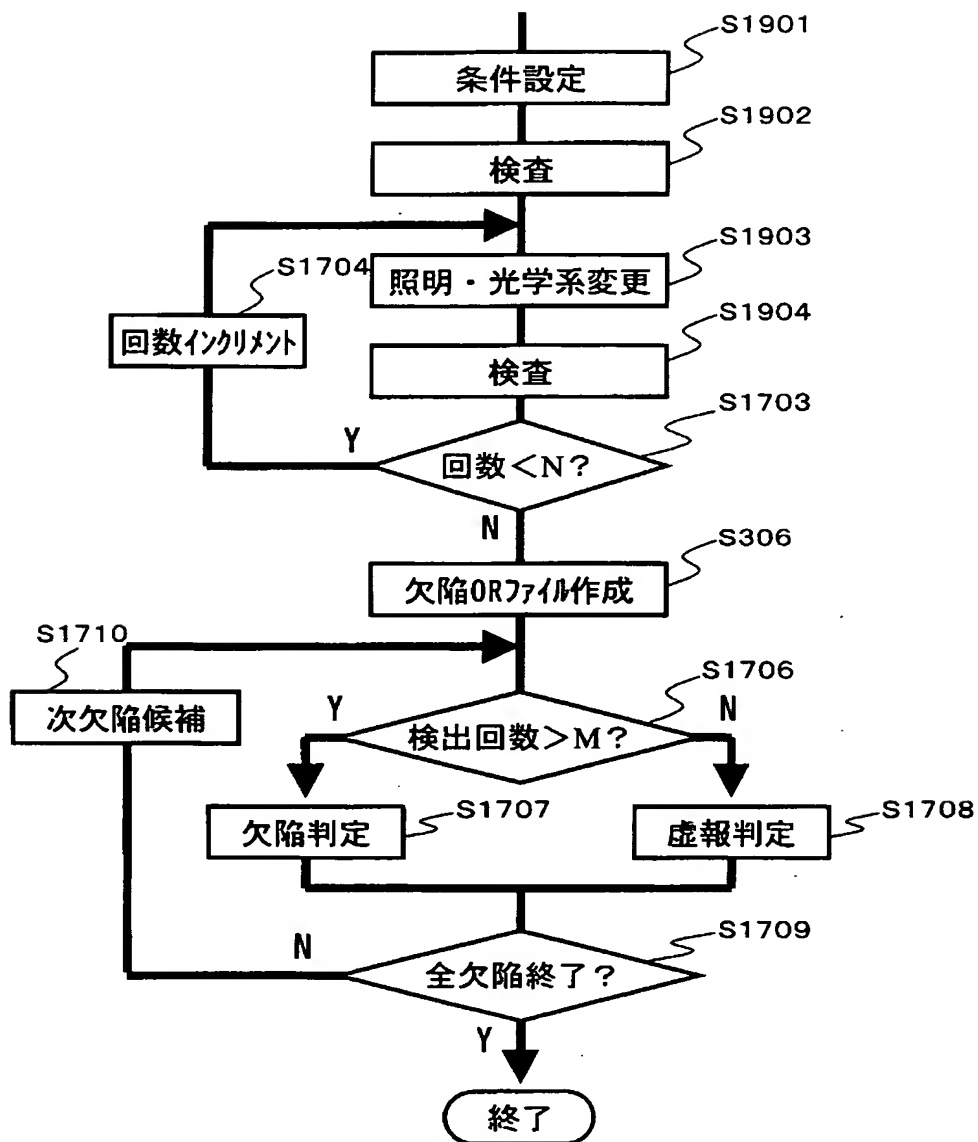 S1901
条件設定
S1902
検査
S1903
照明・光学系変更
S1704
回数インクリメント
S1904
検査
S1703
Y
回数＜N？
N
S306
欠陥ORファイル作成
S1710
次欠陥候補
S1706
Y
検出回数＞M？
N
S1707
欠陥判定
S1708
虚報判定
S1709
N
全欠陥終了？
Y
終了